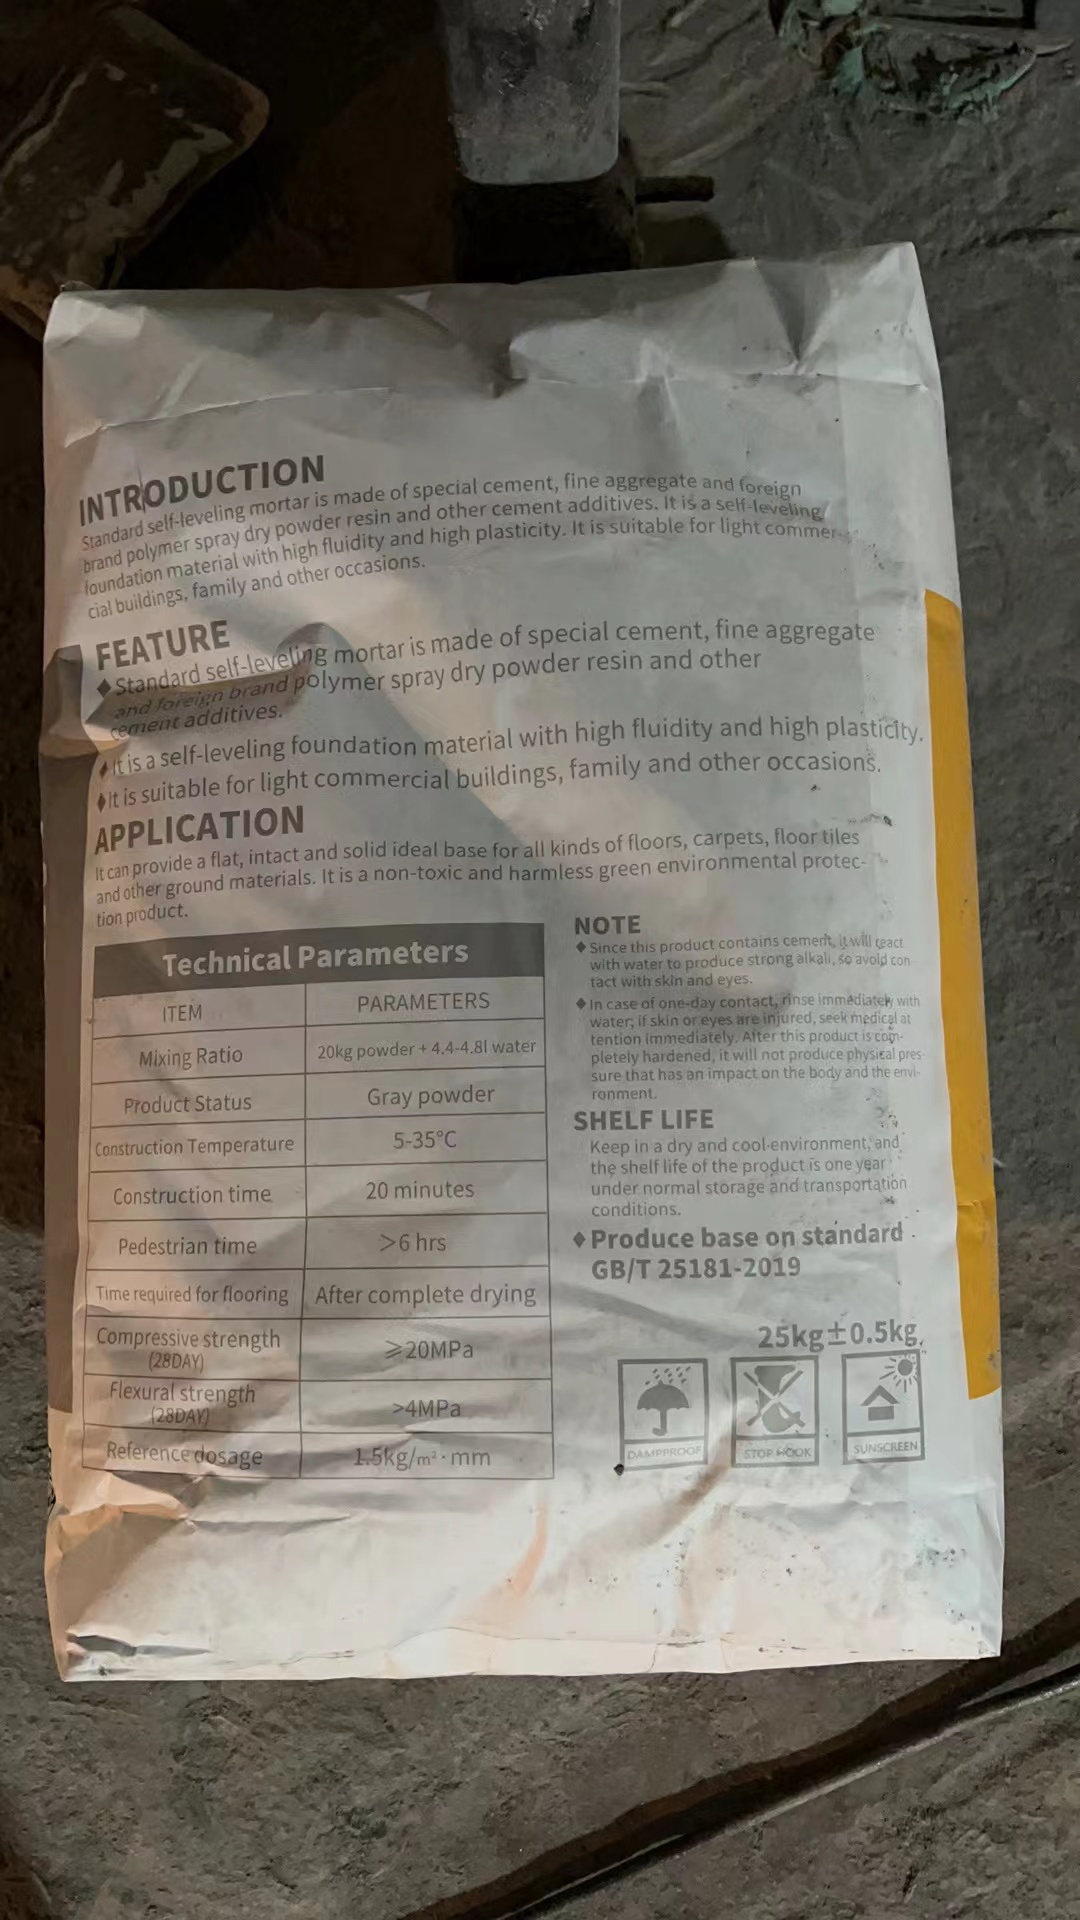 INTRODUCTION
Standard self-leveling mortar is made of special cement, fine aggregate and foreign
brand polymer spray dry powder resin and other cement additives. It is a self-leveling
foundation material with high fluidity and high plasticity. It is suitable for light commer-
cial buildings, family and other occasions.
FEATURE
◆Standard self-leveling mortar is made of special cement, fine aggregate
and foreign brand polymer spray dry powder resin and other
cement additives.
◆It is a self-leveling foundation material with high fluidity and high plasticity.
◆It is suitable for light commercial buildings, family and other occasions.
APPLICATION
It can provide a flat, intact and solid ideal base for all kinds of floors, carpets, floor tiles
and other ground materials. It is a non-toxic and harmless green environmental protec-
tion product.
Technical Parameters
ITEM PARAMETERS
Mixing Ratio 20kg powder + 4.4-4.8l water
Product Status Gray powder
Construction Temperature 5-35°C
Construction time 20 minutes
Pedestrian time >6 hrs
Time required for flooring After complete drying
Compressive strength
(28DAY) ⩾20MPa
Flexural strength
(28DAY) >4MPa
Reference dosage 1.5kg/m²·mm
NOTE
◆Since this product contains cement, it will react
with water to produce strong alkali, so avoid con
tact with skin and eyes.
◆In case of one-day contact, rinse immediately with
water; if skin or eyes are injured, seek medical at
tention immediately. After this product is com-
pletely hardened, it will not produce physical pres-
sure that has an impact on the body and the envi-
ronment.
SHELF LIFE
Keep in a dry and cool environment, and
the shelf life of the product is one year
under normal storage and transportation
conditions.
◆Produce base on standard
GB/T 25181-2019
25kg±0.5kg
DAMPPROOF STOP HOOK SUNSCREEN